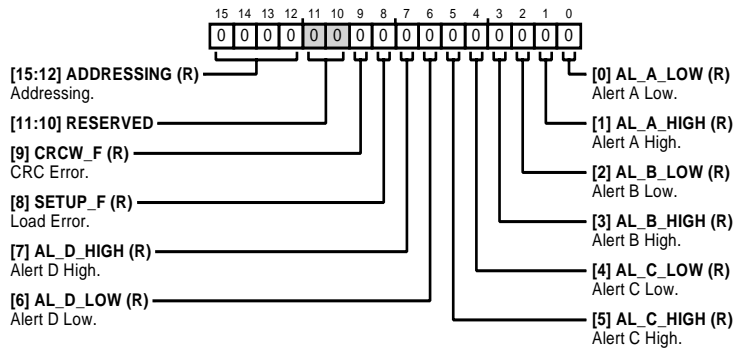 15 14 13 12 11 10 9 8 7 6 5 4 3 2 1 0
0 0 0 0 0 0 0 0 0 0 0 0 0 0 0 0
[15:12] ADDRESSING (R)
Addressing.
[11:10] RESERVED
[9] CRCW_F (R)
CRC Error.
[8] SETUP_F (R)
Load Error.
[7] AL_D_HIGH (R)
Alert D High.
[6] AL_D_LOW (R)
Alert D Low.
[0] AL_A_LOW (R)
Alert A Low.
[1] AL_A_HIGH (R)
Alert A High.
[2] AL_B_LOW (R)
Alert B Low.
[3] AL_B_HIGH (R)
Alert B High.
[4] AL_C_LOW (R)
Alert C Low.
[5] AL_C_HIGH (R)
Alert C High.